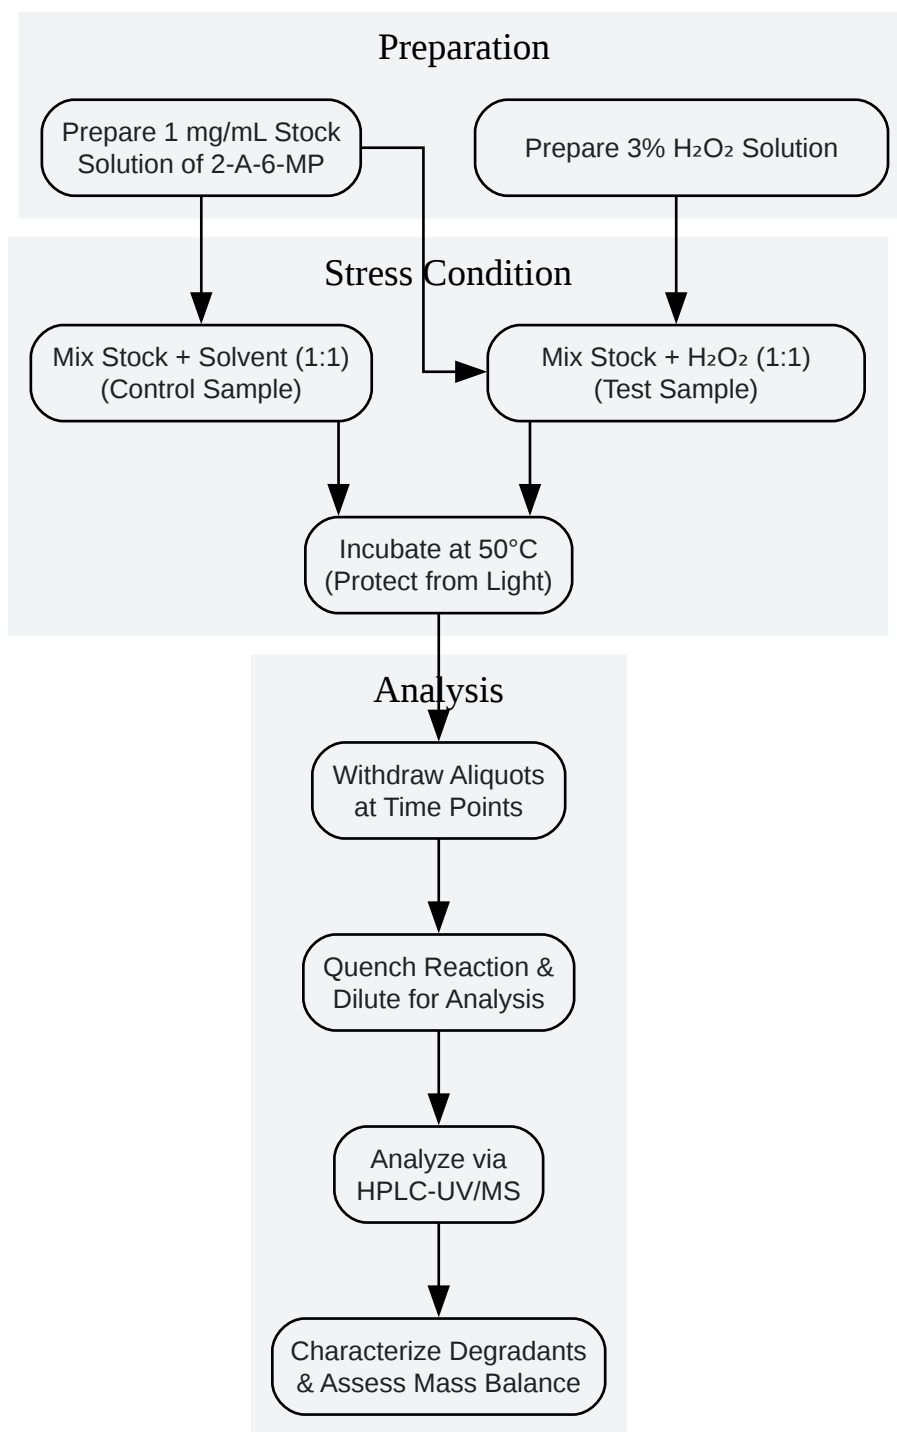 Preparation
Prepare 1 mg/mL Stock
Solution of 2-A-6-MP
Prepare 3% H₂O₂ Solution
Stress Condition
Mix Stock + Solvent (1:1)
(Control Sample)
Mix Stock + H₂O₂ (1:1)
(Test Sample)
Incubate at 50°C
(Protect from Light)
Analysis
Withdraw Aliquots
at Time Points
Quench Reaction &
Dilute for Analysis
Analyze via
HPLC-UV/MS
Characterize Degradants
& Assess Mass Balance